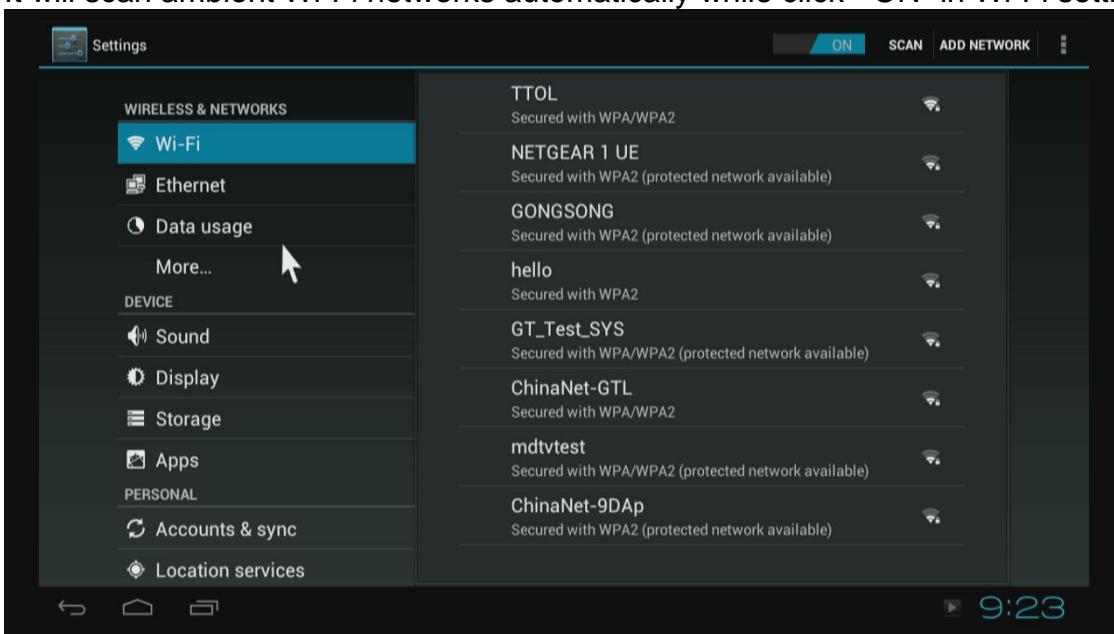 it will scan ambient Wi-Fi networks automatically while click "ON" in Wi-Fi
Settings
ON SCAN ADD NETWORK
WIRELESS & NETWORKS
Wi-Fi
Ethernet
Data usage
More...
DEVICE
Sound
Display
Storage
Apps
PERSONAL
Accounts & sync
Location services
TTOL
Secured with WPA/WPA2
NETGEAR 1 UE
Secured with WPA2 (protected network available)
GONGSONG
Secured with WPA2 (protected network available)
hello
Secured with WPA2
GT_Test_SYS
Secured with WPA/WPA2 (protected network available)
ChinaNet-GTL
Secured with WPA/WPA2
mdtvtest
Secured with WPA/WPA2 (protected network available)
ChinaNet-9DAp
Secured with WPA2 (protected network available)
9:23